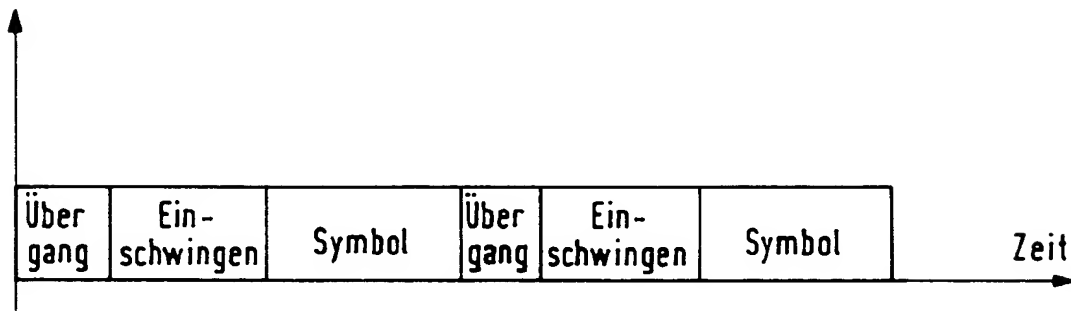 Über
gang
Ein-
schwingen
Symbol
Über
gang
Ein-
schwingen
Symbol
Zeit